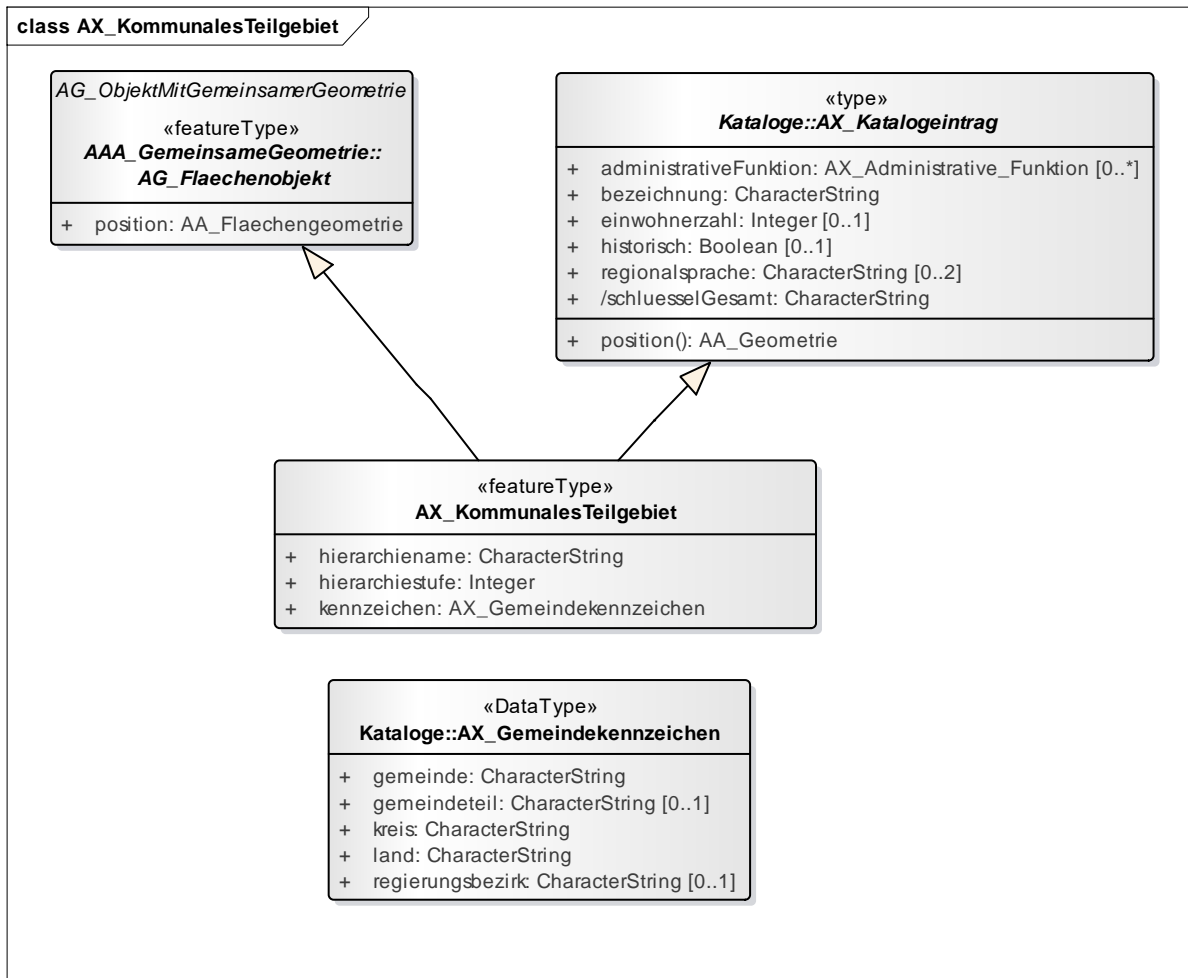 class AX_KommunalesTeilgebiet
AG_ObjektMitGemeinsamerGeometrie
«featureType»
AAA_GemeinsameGeometrie::
AG_Flaechenobjekt
+ position: AA_Flaechengeometrie
«type»
Kataloge::AX_Katalogeintrag
+ administrativeFunktion: AX_Administrative_Funktion [0..*]
+ bezeichnung: CharacterString
+ einwohnerzahl: Integer [0..1]
+ historisch: Boolean [0..1]
+ regionalsprache: CharacterString [0..2]
+ /schluesselGesamt: CharacterString
+ position(): AA_Geometrie
«featureType»
AX_KommunalesTeilgebiet
+ hierarchiename: CharacterString
+ hierarchiestufe: Integer
+ kennzeichen: AX_Gemeindekennzeichen
«DataType»
Kataloge::AX_Gemeindekennzeichen
+ gemeinde: CharacterString
+ gemeindeteil: CharacterString [0..1]
+ kreis: CharacterString
+ land: CharacterString
+ regierungsbezirk: CharacterString [0..1]